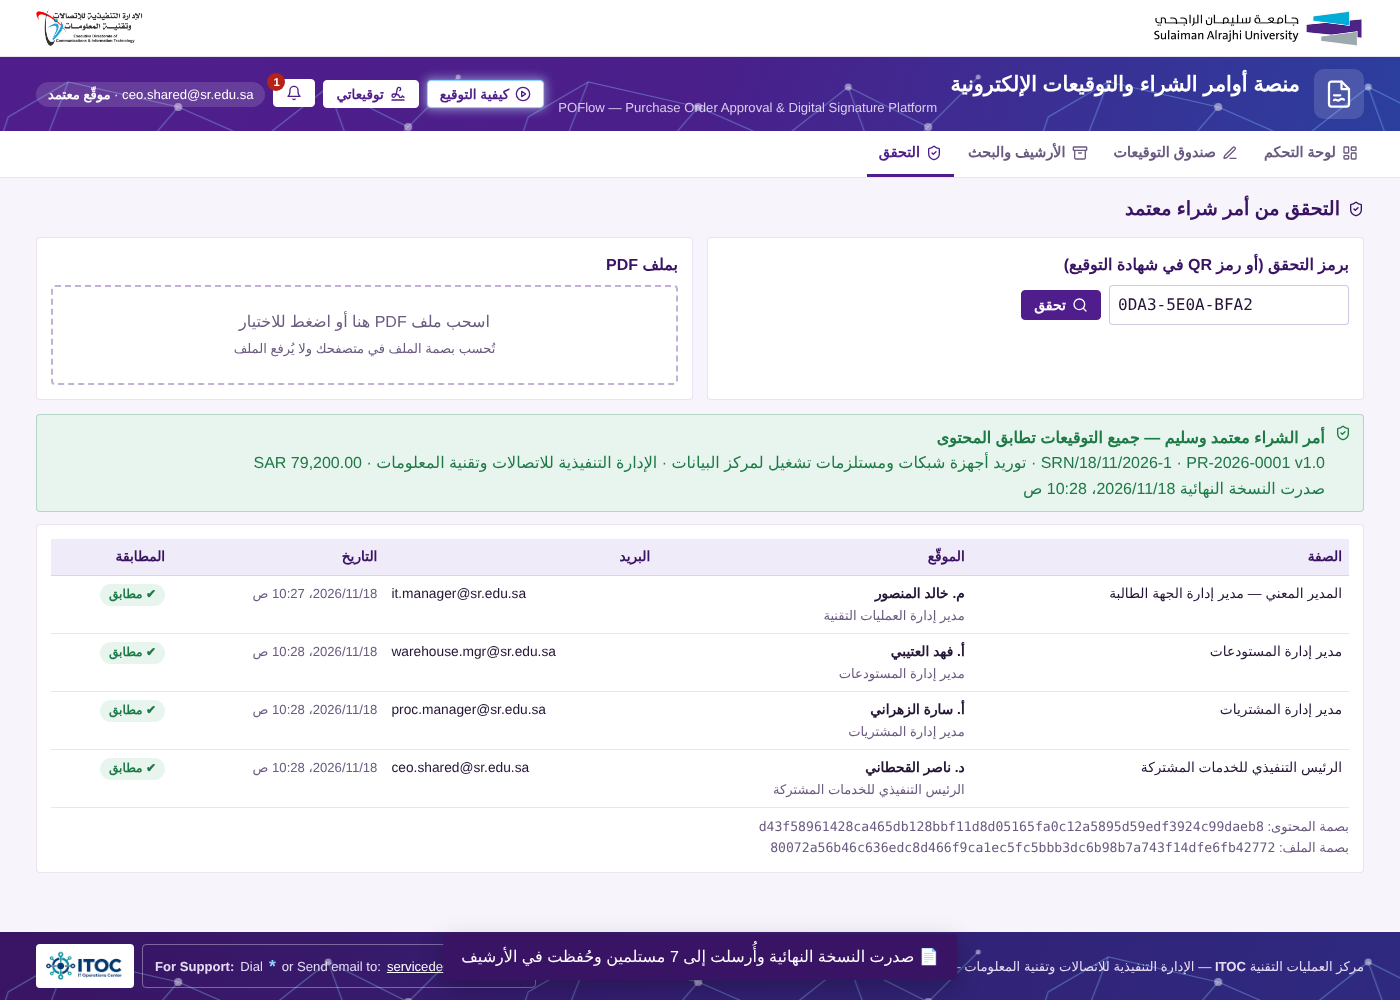 جامعة سليمان الراجحي
Sulaiman Alrajhi University
الإدارة التنفيذية للاتصالات
وتقنية المعلومات
Executive Directorate of
Communications & Information Technology
منصة أوامر الشراء والتوقيعات الإلكترونية
POFlow — Purchase Order Approval & Digital Signature Platform
كيفية التوقيع
توقيعاتي
1
ceo.shared@sr.edu.sa · موقّع معتمد
لوحة التحكم
صندوق التوقيعات
الأرشيف والبحث
التحقق
التحقق من أمر شراء معتمد
برمز التحقق (أو رمز QR في شهادة التوقيع)
0DA3-5E0A-BFA2
تحقق
بملف PDF
اسحب ملف PDF هنا أو اضغط للاختيار
تُحسب بصمة الملف في متصفحك ولا يُرفع الملف
أمر الشراء معتمد وسليم — جميع التوقيعات تطابق المحتوى
SRN/18/11/2026-1 · PR-2026-0001 v1.0 · توريد أجهزة شبكات ومستلزمات تشغيل لمركز البيانات · الإدارة التنفيذية للاتصالات وتقنية المعلومات · SAR 79,200.00
صدرت النسخة النهائية 2026/11/18، 10:28 ص
الصفة الموقّع البريد التاريخ المطابقة
المدير المعني — مدير إدارة الجهة الطالبة م. خالد المنصور it.manager@sr.edu.sa 2026/11/18، 10:27 ص ✔ مطابق
مدير إدارة العمليات التقنية
مدير إدارة المستودعات أ. فهد العتيبي warehouse.mgr@sr.edu.sa 2026/11/18، 10:28 ص ✔ مطابق
مدير إدارة المستودعات
مدير إدارة المشتريات أ. سارة الزهراني proc.manager@sr.edu.sa 2026/11/18، 10:28 ص ✔ مطابق
مدير إدارة المشتريات
الرئيس التنفيذي للخدمات المشتركة د. ناصر القحطاني ceo.shared@sr.edu.sa 2026/11/18، 10:28 ص ✔ مطابق
الرئيس التنفيذي للخدمات المشتركة
بصمة المحتوى: d43f58961428ca465db128bbf11d8d05165fa0c12a5895d59edf3924c99daeb8
بصمة الملف: 80072a56b46c636edc8d466f9ca1ec5fc5bbb3dc6b98b7a743f14dfe6fb42772
مركز العمليات التقنية ITOC — الإدارة التنفيذية للاتصالات وتقنية المعلومات
📄 صدرت النسخة النهائية وأُرسلت إلى 7 مستلمين وحُفظت في الأرشيف
For Support: Dial * or Send email to: servicede
ITOC
IT Operations Center